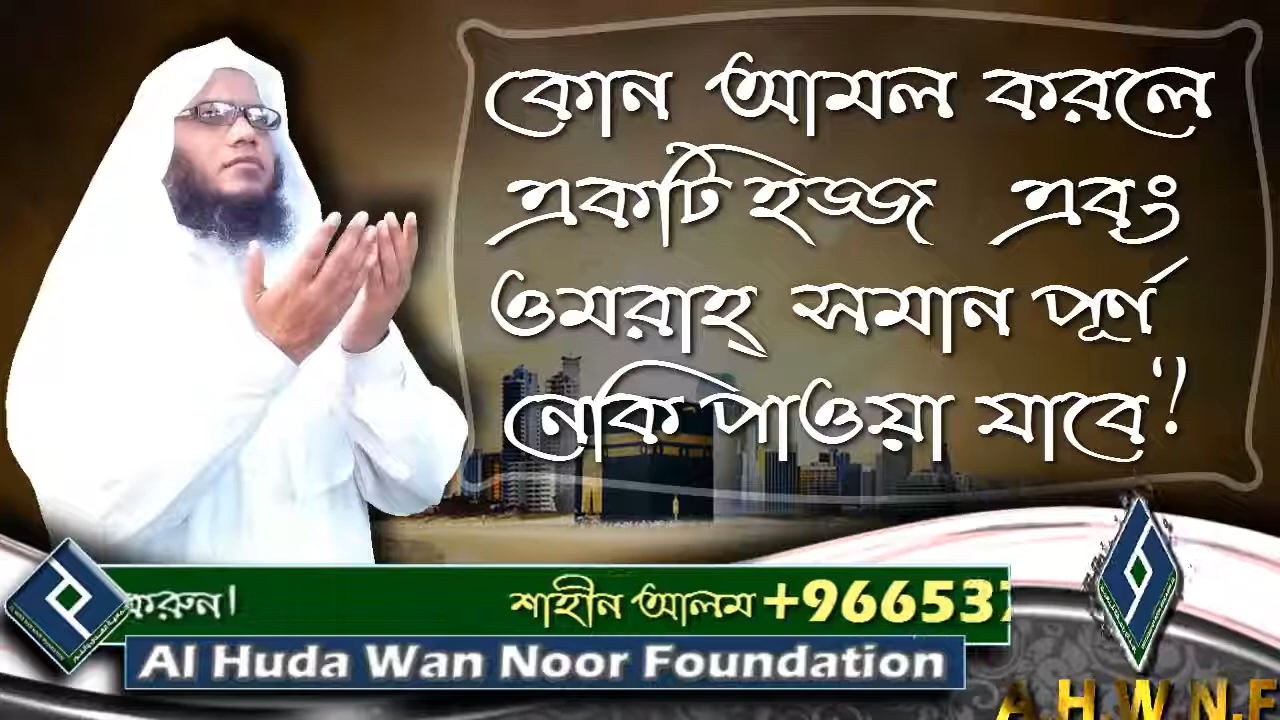 কোন আমল করলে
একটি হজ্জ এবং
ওমরাহ্ সমান পূর্ণ
নেকি পাওয়া যাবে?
করুন। শাহীন আলম +966537
Al Huda Wan Noor Foundation
A.H.W.N.F